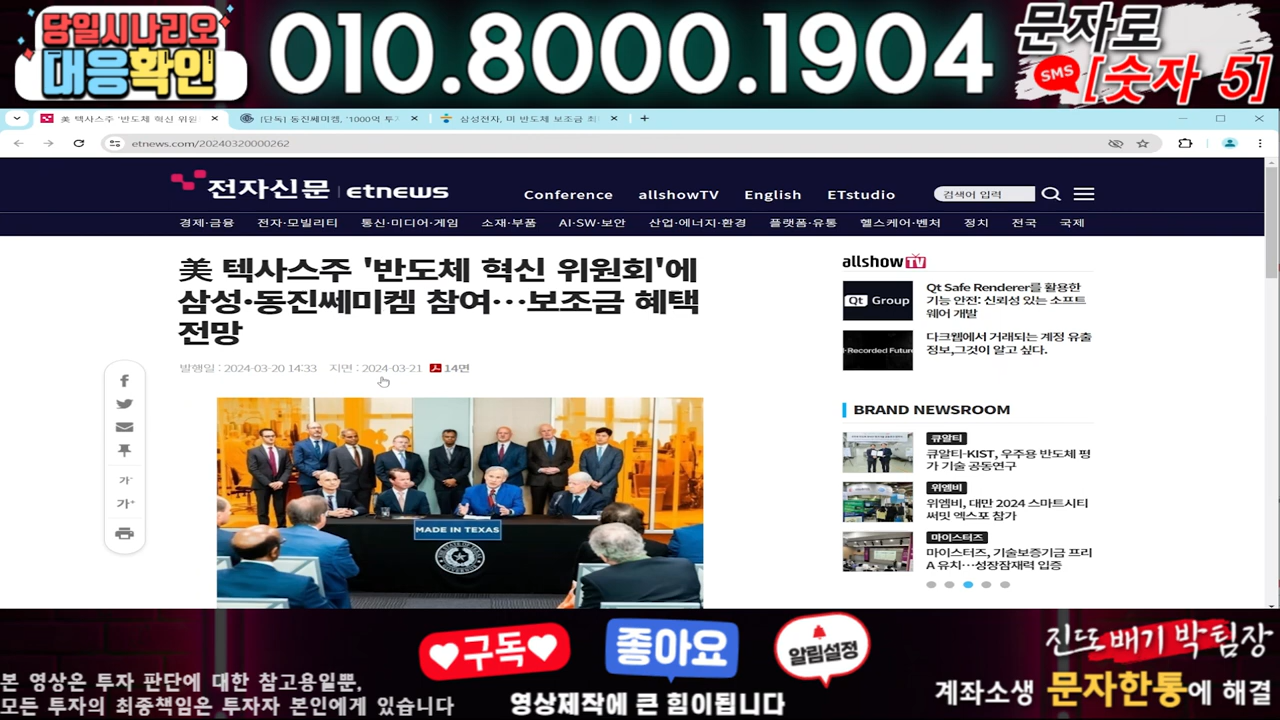 당일시나리오
대응확인
010.8000.1904
문자로
SMS
[숫자 5]
美 텍사스주 '반도체 혁신 위원
[단독] 동진쎄미켐, '1000억 투자
삼성전자, 미 반도체 보조금 최
etnews.com/20240320000262
전자신문 etnews
Conference allshowTV English ETstudio
검색어 입력
경제·금융 전자·모빌리티 통신·미디어·게임 소재·부품 AI·SW·보안 산업·에너지·환경 플랫폼·유통 헬스케어·벤처 정치 전국 국제
美 텍사스주 '반도체 혁신 위원회'에
삼성·동진쎄미켐 참여…보조금 혜택
전망
발행일 : 2024-03-20 14:33 지면 : 2024-03-21 14면
가-
가+
MADE IN TEXAS
allshowTV
Qt Group
Qt Safe Renderer를 활용한
기능 안전: 신뢰성 있는 소프트
웨어 개발
Recorded Future
다크웹에서 거래되는 계정 유출
정보,그것이 알고 싶다.
BRAND NEWSROOM
큐알티
큐알티-KIST, 우주용 반도체 평
가 기술 공동연구
위엠비
위엠비, 대만 2024 스마트시티
써밋 엑스포 참가
마이스터즈
마이스터즈, 기술보증기금 프리
A 유치…성장잠재력 입증
구독
좋아요
알림설정
영상제작에 큰 힘이됩니다
본 영상은 투자 판단에 대한 참고용일뿐,
모든 투자의 최종책임은 투자자 본인에게 있습니다
진또배기 박팀장
계좌소생 문자한통에 해결